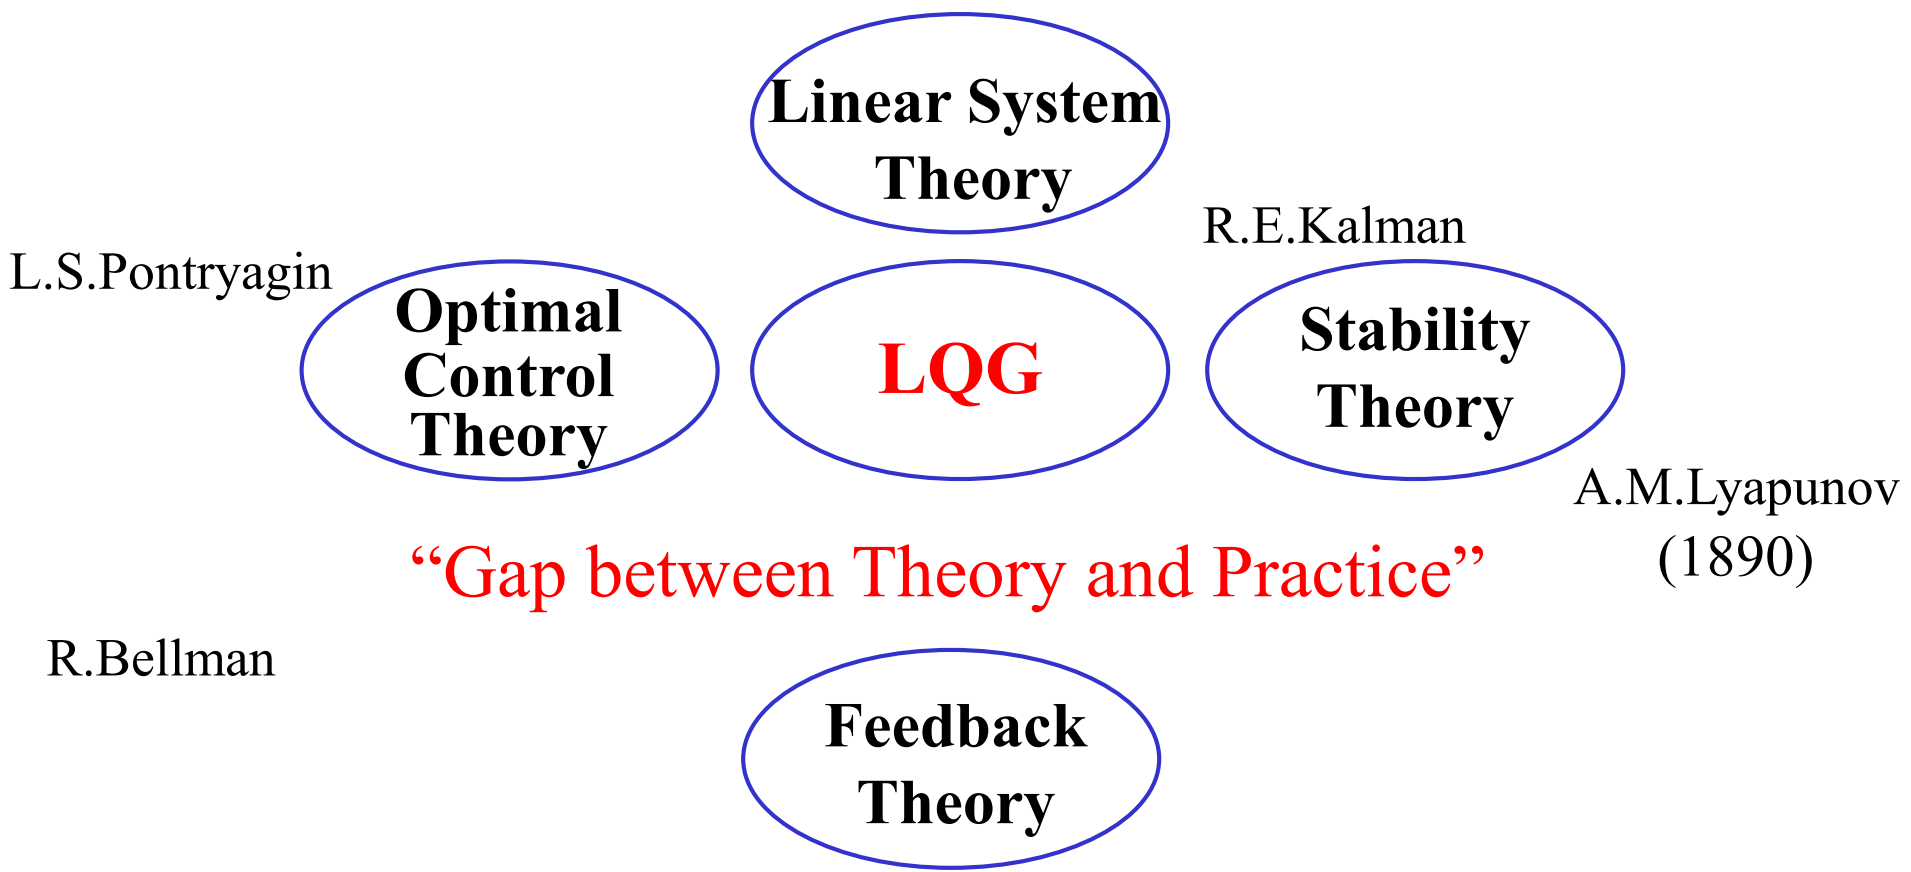 Linear System
Theory
R.E.Kalman
L.S.Pontryagin
Optimal
Control
Theory
LQG
Stability
Theory
A.M.Lyapunov
(1890)
“Gap between Theory and Practice”
R.Bellman
Feedback
Theory